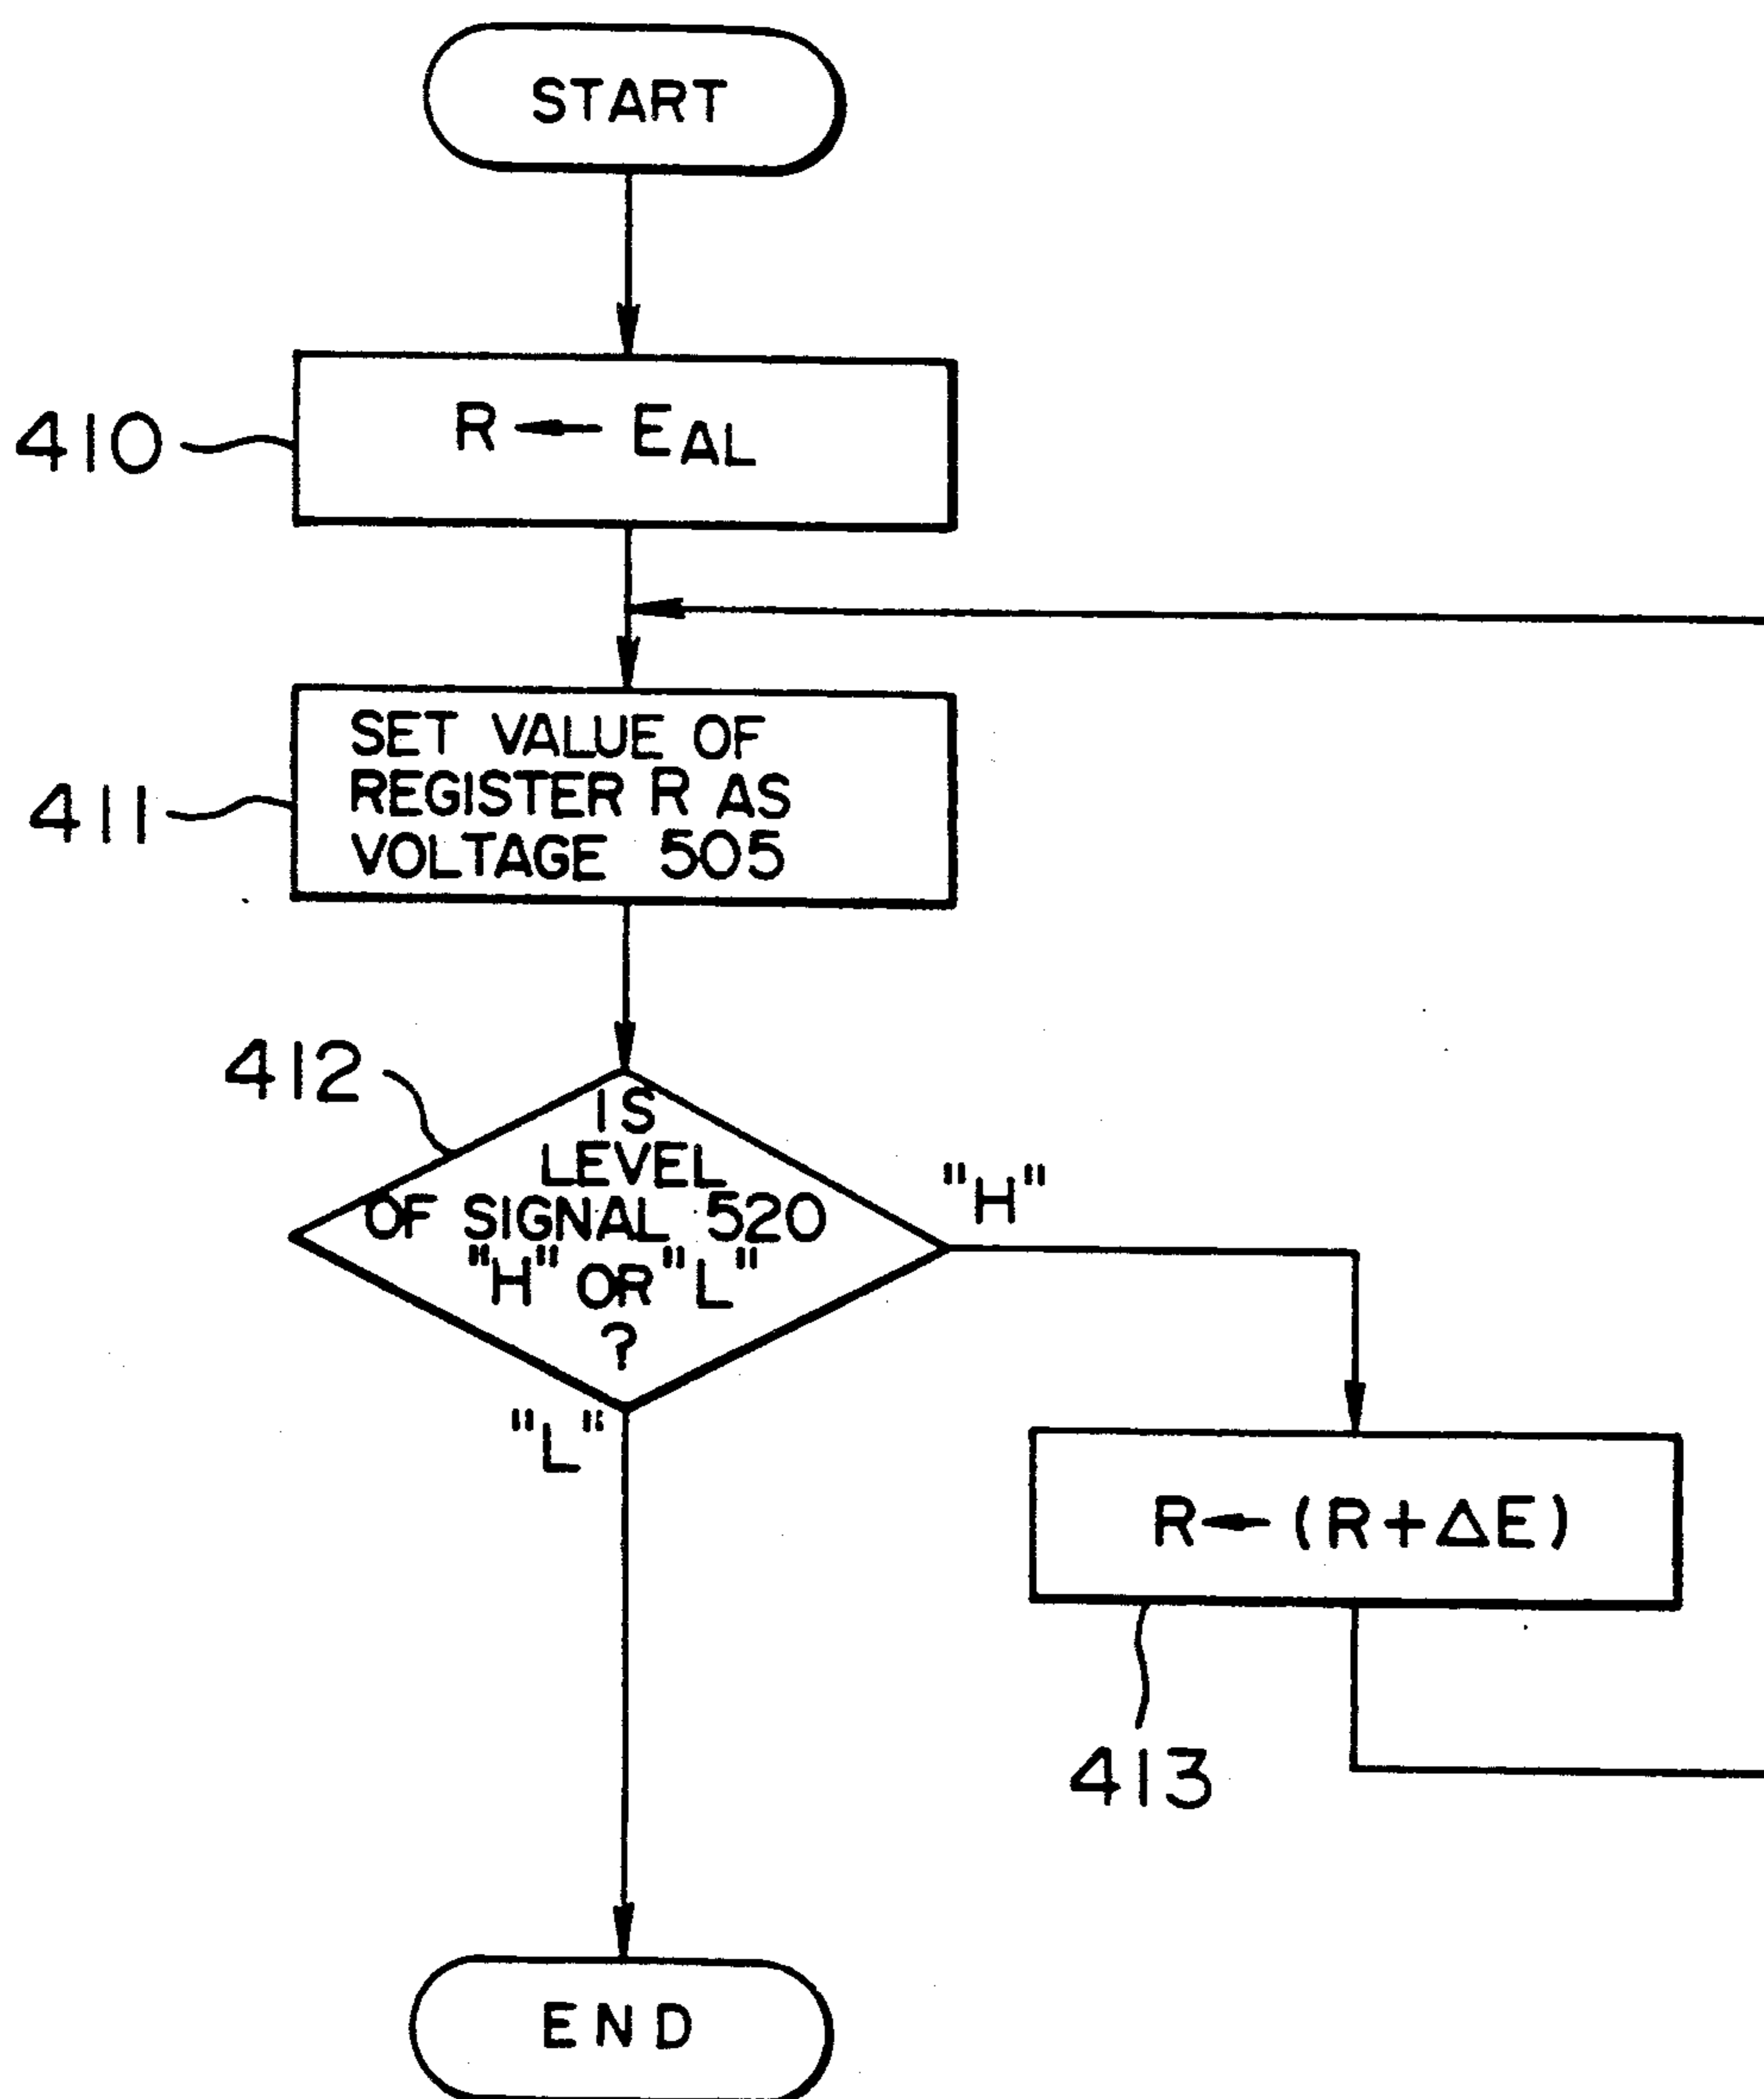 START
410
R ← EAL
411
SET VALUE OF
REGISTER R AS
VOLTAGE 505
412
IS
LEVEL
OF SIGNAL 520
"H" OR "L"
?
"H"
"L"
R ← (R + ΔE)
413
END